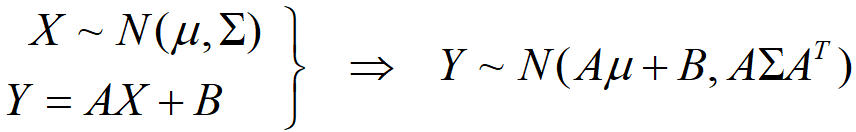 X ~ N(μ, Σ)
Y = AX + B
} ⇒ Y ~ N(Aμ + B, AΣA^T)